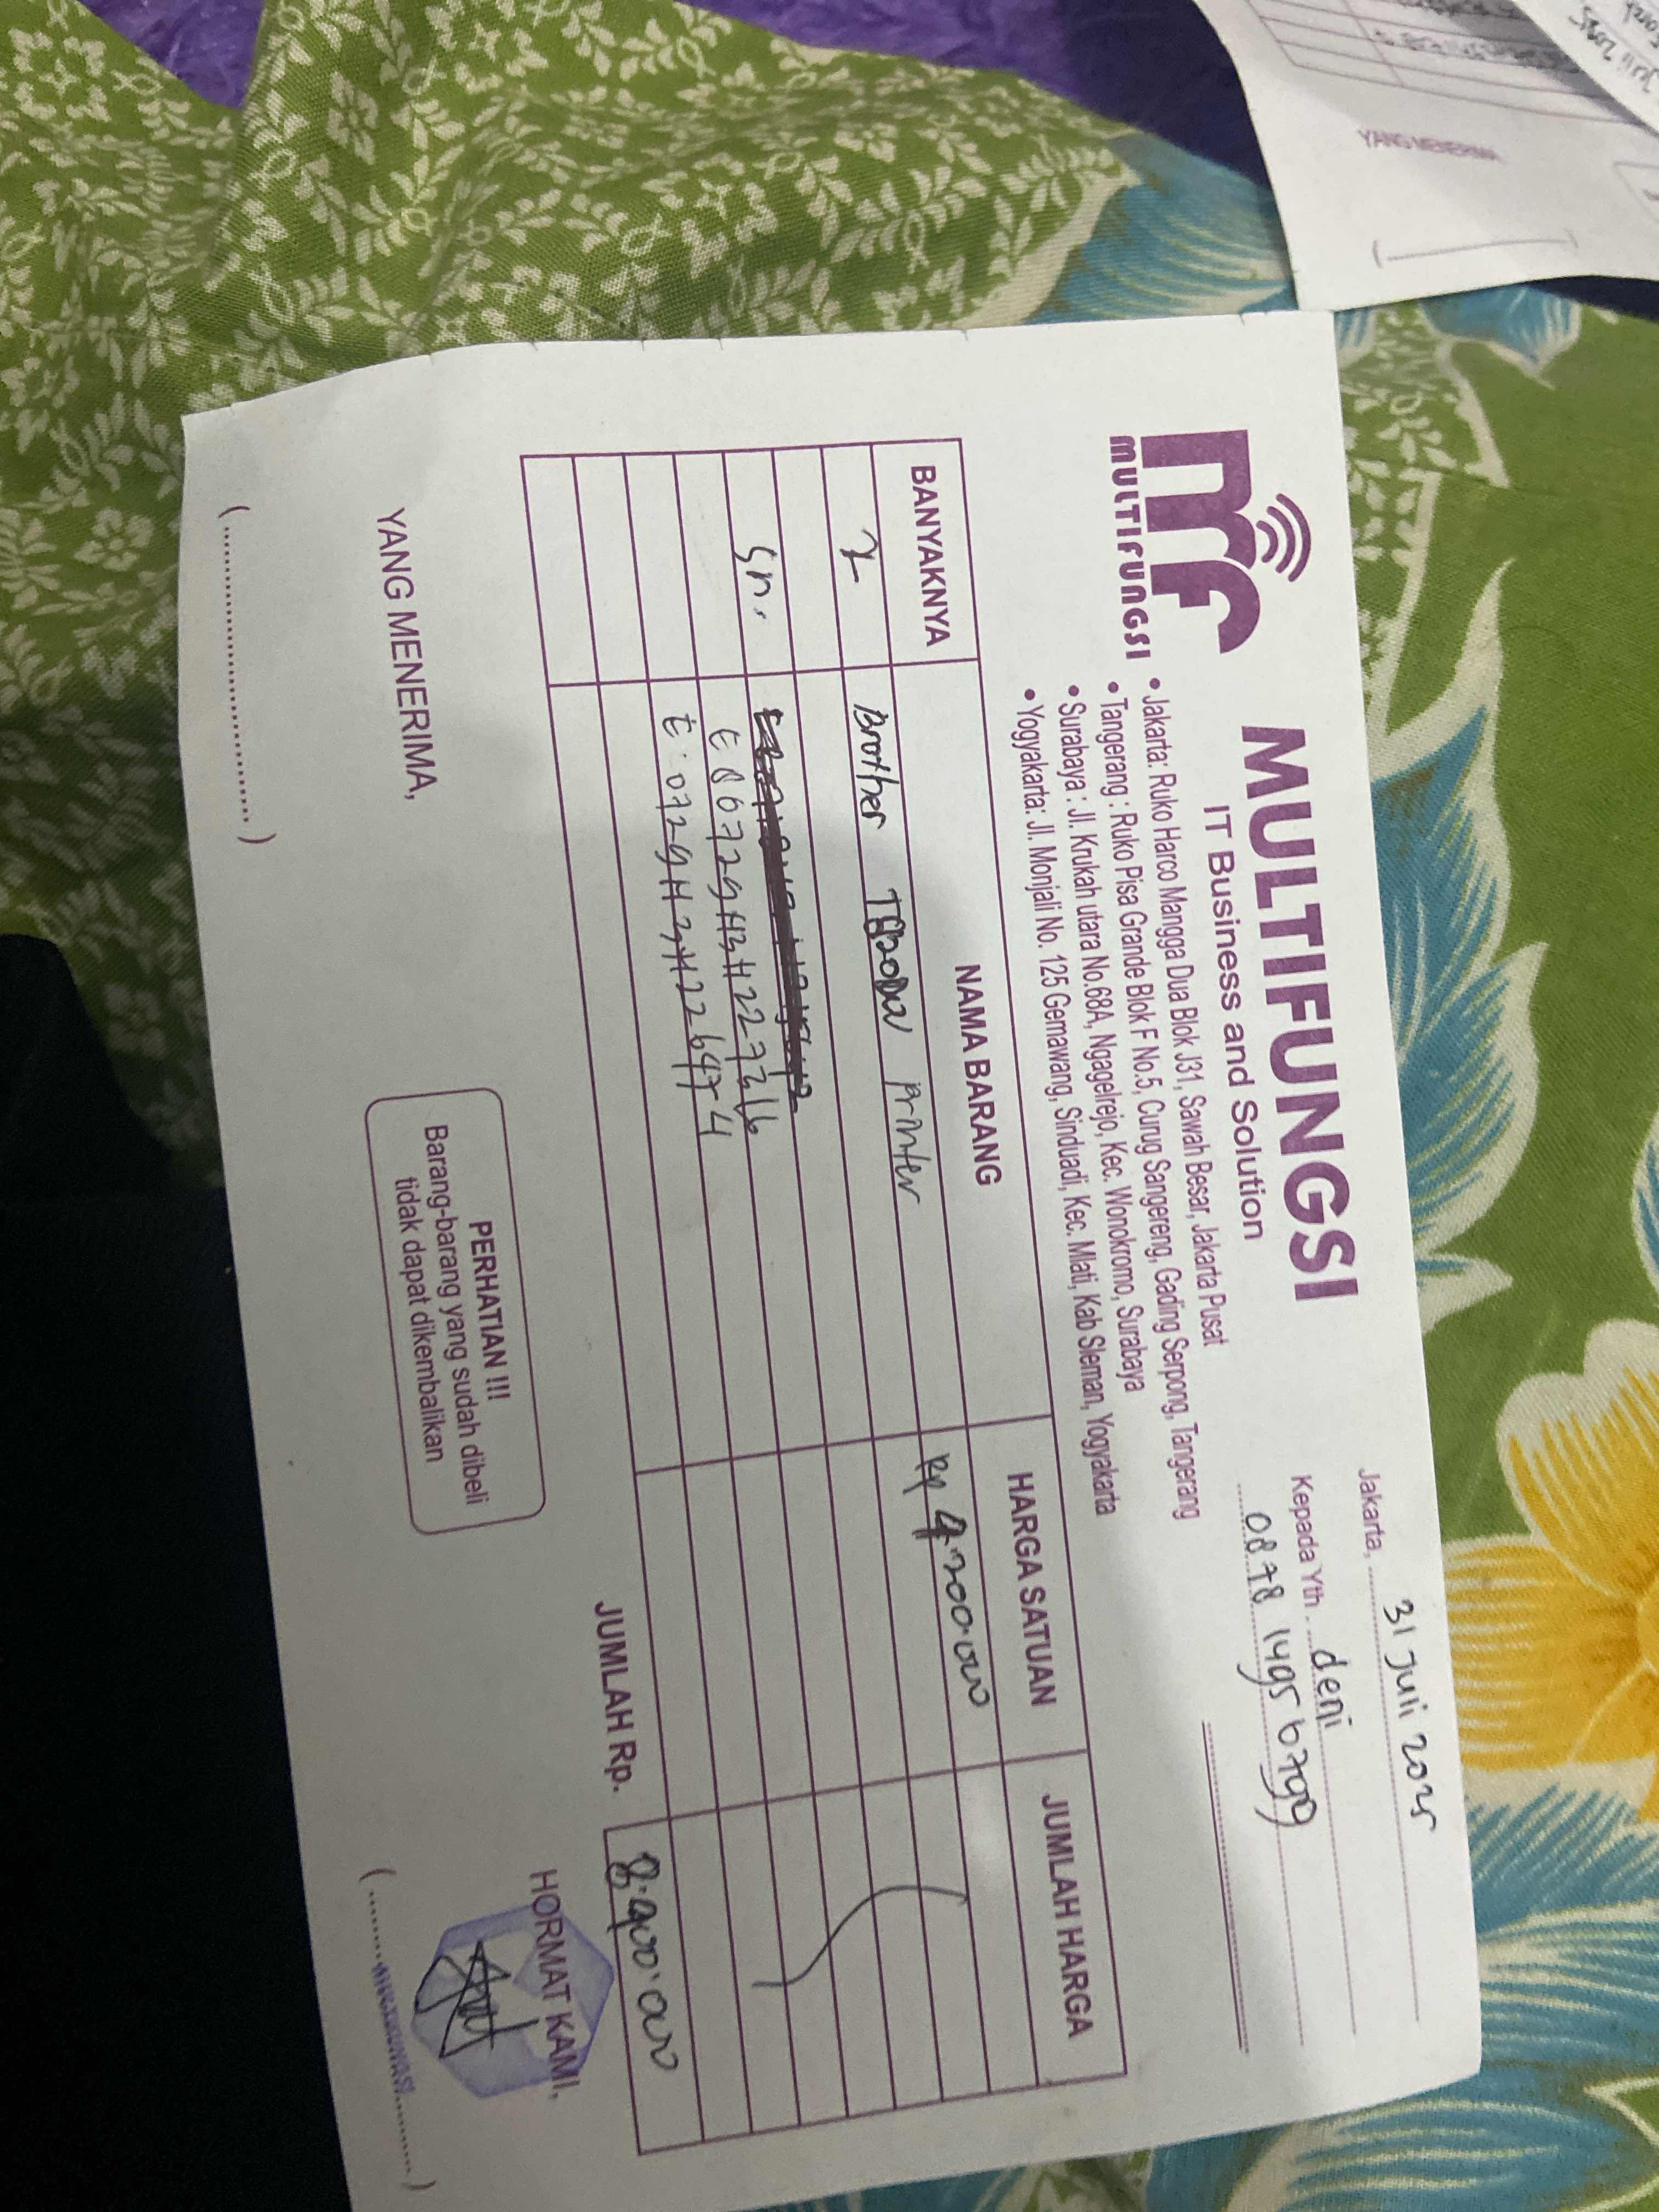 MULTIFUNGSI
MULTIFUNGSI
IT Business and Solution
• Jakarta: Ruko Harco Mangga Dua Blok J31, Sawah Besar, Jakarta Pusat
• Tangerang : Ruko Pisa Grande Blok F No.5, Curug Sangereng, Gading Serpong, Tangerang
• Surabaya : Jl. Krukah utara No.68A, Ngagelrejo, Kec. Wonokromo, Surabaya
• Yogyakarta: Jl. Monjali No. 125 Gemawang, Sinduadi, Kec. Mlati, Kab Sleman, Yogyakarta
Jakarta, 31 Juli 2025
Kepada Yth. deni
0878 1495
BANYAKNYA NAMA BARANG HARGA SATUAN JUMLAH HARGA
2 Brother printer Rp 4.200.000
sn.
JUMLAH Rp. 8.400.000
YANG MENERIMA,
PERHATIAN !!!
Barang-barang yang sudah dibeli
tidak dapat dikembalikan
HORMAT KAMI,
(....................)
YANG MENERIMA